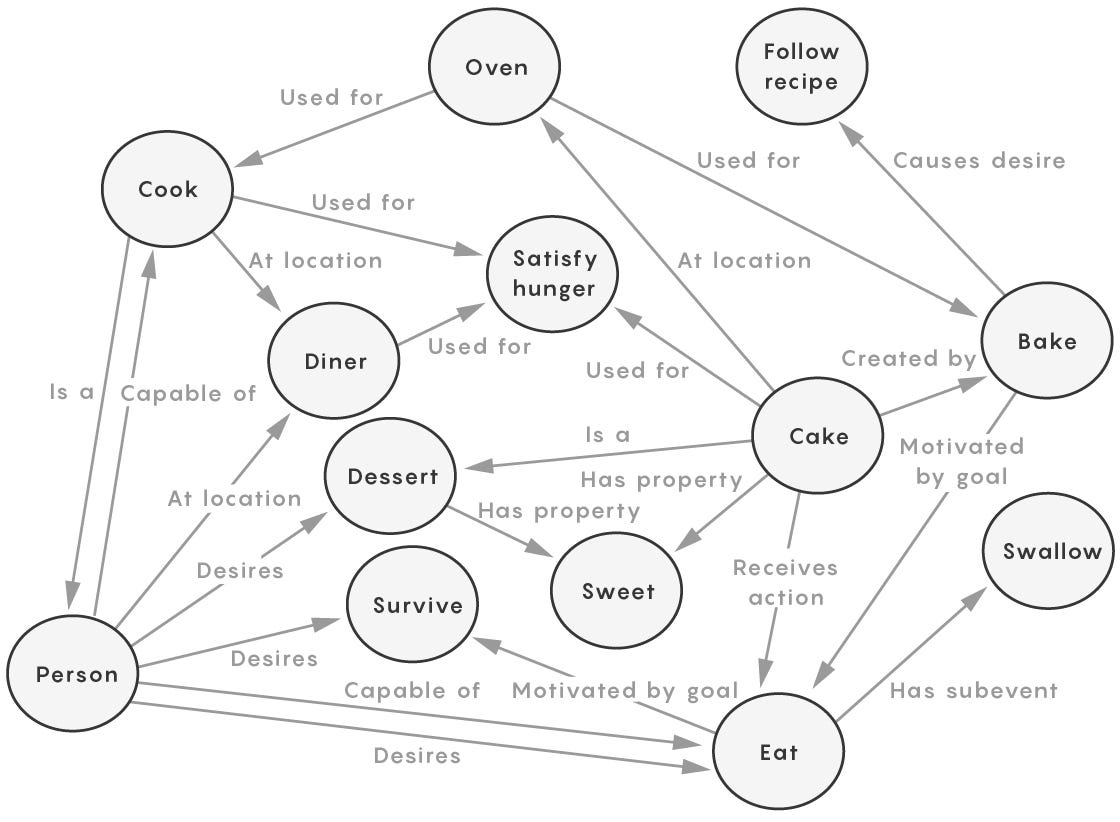 Oven
Follow
recipe
Used for
Used for
Causes desire
Cook
Used for
At location
Satisfy
hunger
At location
Diner
Used for
Used for
Created by
Bake
Is a
Capable of
Is a
Cake
Motivated
by goal
Dessert
Has property
At location
Has property
Swallow
Desires
Receives
action
Survive
Sweet
Person
Desires
Capable of
Motivated by goal
Has subevent
Desires
Eat